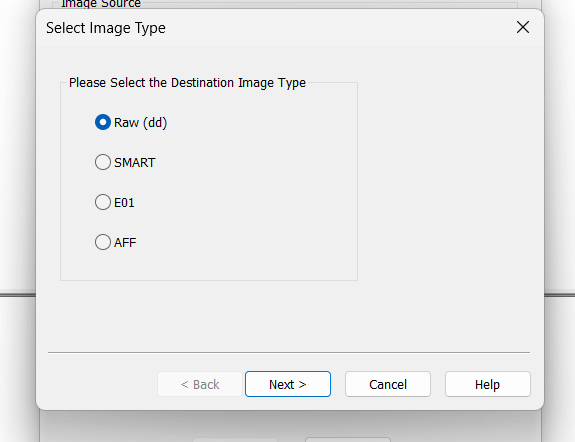 Image Source
Select Image Type
Please Select the Destination Image Type
Raw (dd)
SMART
E01
AFF
< Back
Next >
Cancel
Help